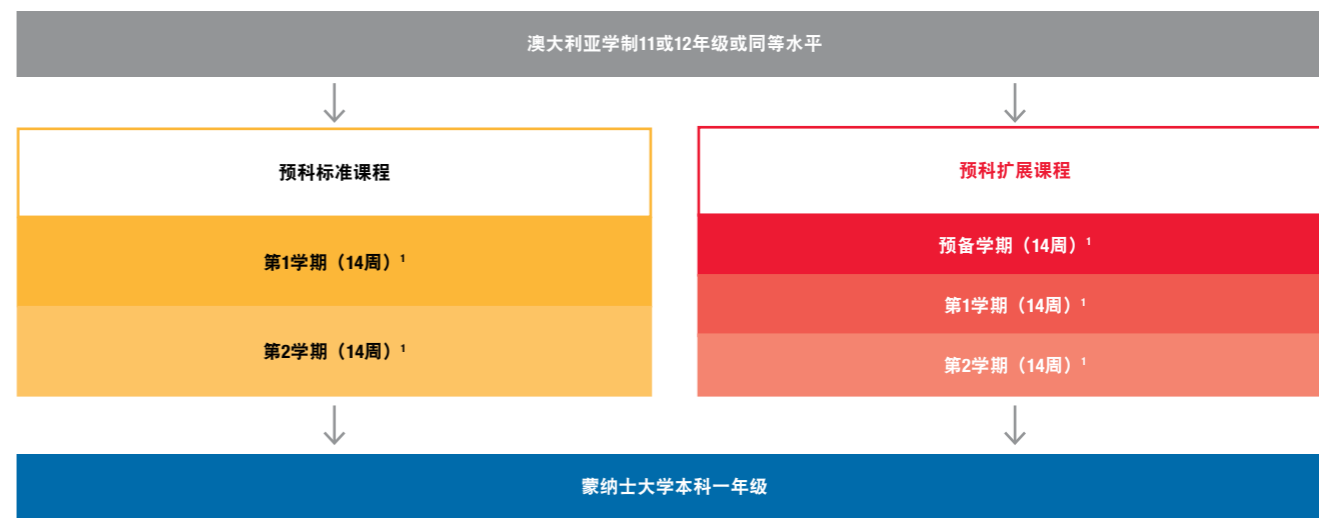 澳大利亚学制11或12年级或同等水平
预科标准课程
第1学期（14周）¹
第2学期（14周）¹
预科扩展课程
预备学期（14周）¹
第1学期（14周）¹
第2学期（14周）¹
蒙纳士大学本科一年级